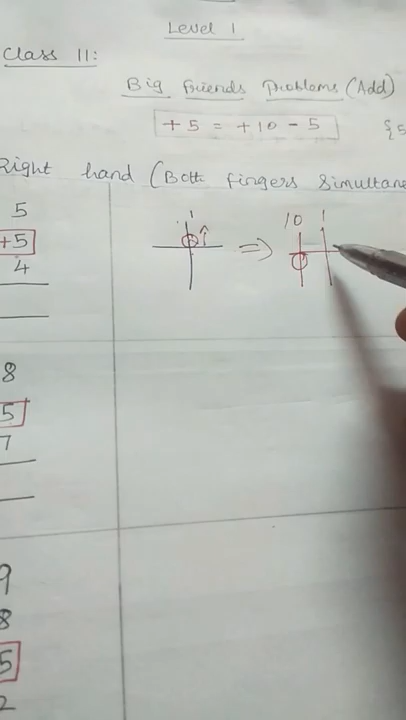 Level 1
Class 11:
Big Friends Problems (Add)
+5 = +10 - 5
Right hand (Both fingers simultane
5
+5
4
1
10 1
8
5
7
9
8
5
2